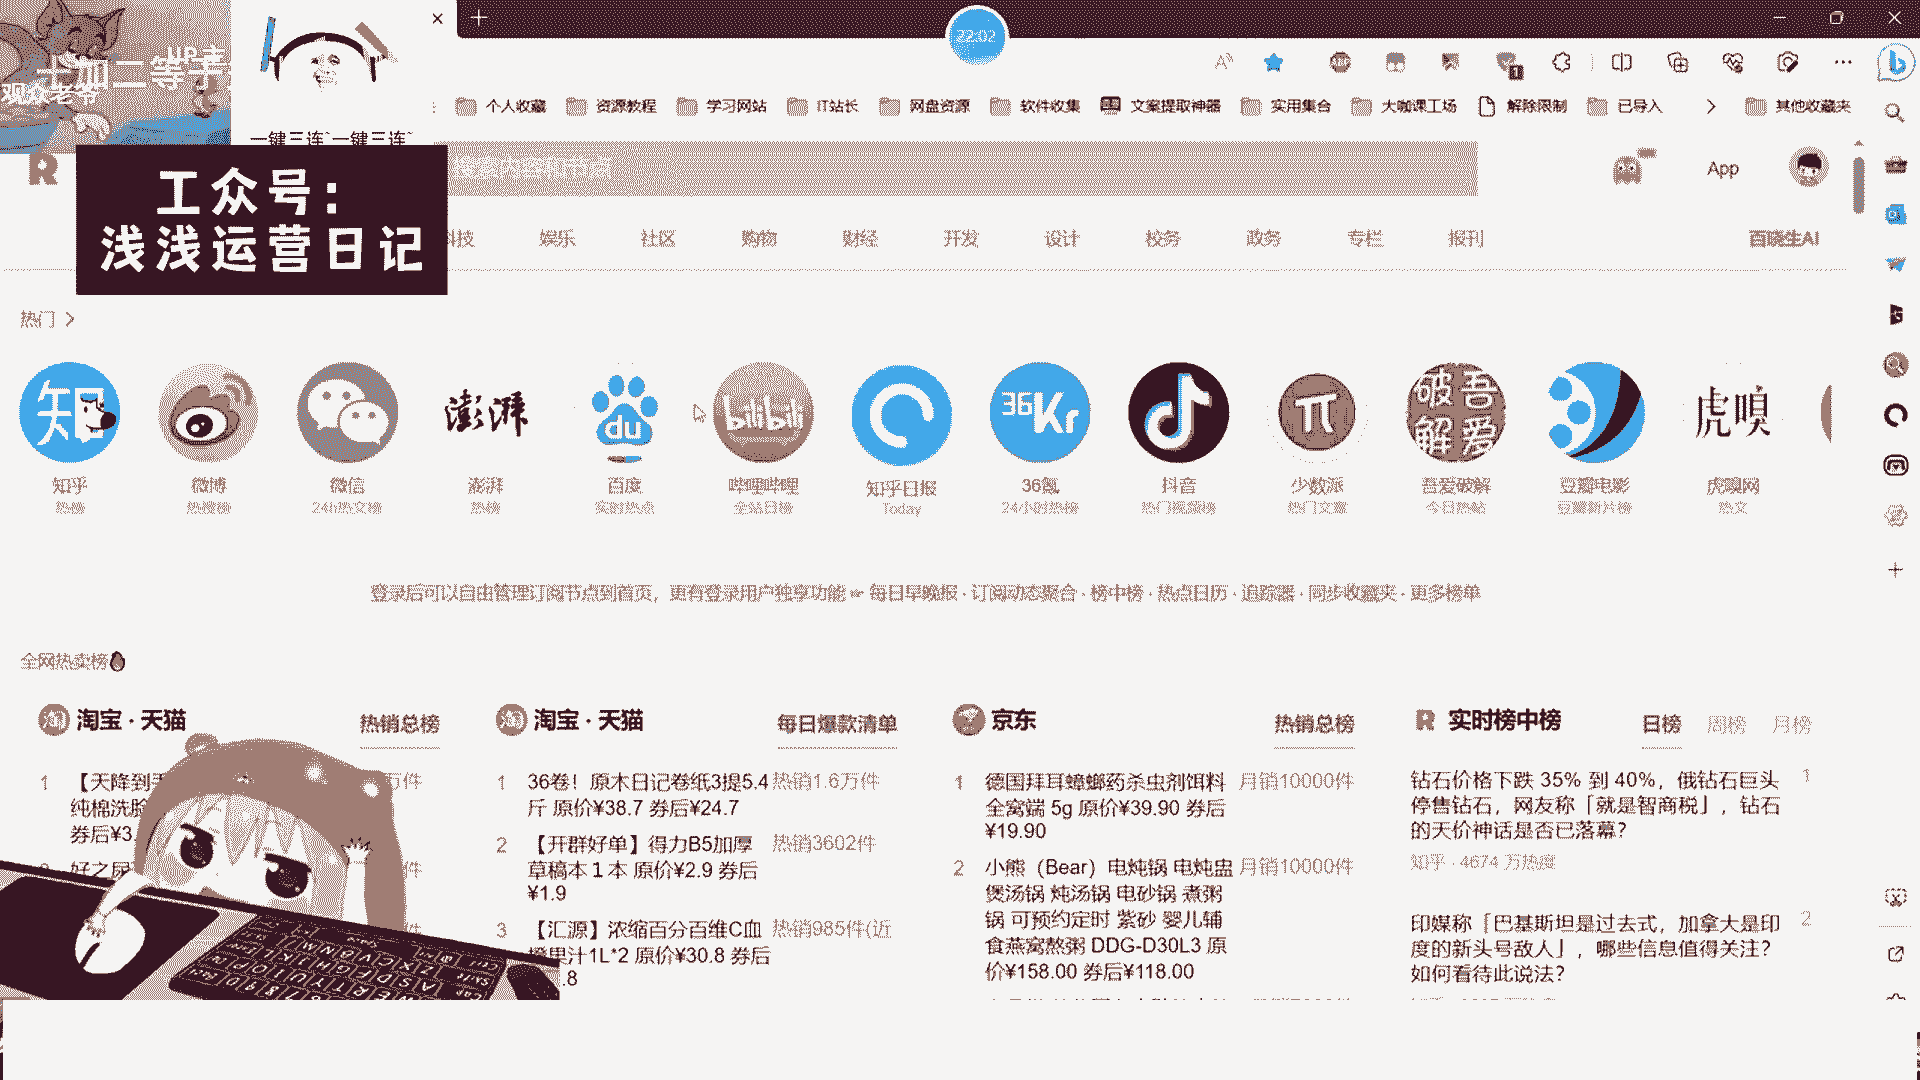 UP主
十加二等于
观众老爷
一键三连~一键三连~
工众号：
浅浅运营日记
22:02
个人收藏 资源教程 学习网站 IT站长 网盘资源 软件收集 文案提取神器 实用集合 大咖课工场 解除限制 已导入 其他收藏夹
搜索内容和节点
App
科技 娱乐 社区 购物 财经 开发 设计 校务 政务 专栏 报刊 百晓生AI
热门
知乎 微博 微信 澎湃 百度 哔哩哔哩 知乎日报 36氪 抖音 少数派 吾爱破解 豆瓣电影 虎嗅网
热榜 热搜榜 24h热文榜 热榜 实时热点 全站日榜 Today 24小时热榜 热门视频榜 热门文章 今日热帖 豆瓣新片榜 热文
登录后可以自由管理订阅节点到首页，更有登录用户独享功能 ☞ 每日早晚报 · 订阅动态聚合 · 榜中榜 · 热点日历 · 追踪器 · 同步收藏夹 · 更多榜单
全网热卖榜
淘宝 · 天猫 热销总榜
1 【天降到
纯棉洗脸
券后¥3
万件
好之
件
淘宝 · 天猫 每日爆款清单
1 36卷！原木日记卷纸3提5.4 热销1.6万件
斤 原价¥38.7 券后¥24.7
2 【开群好单】得力B5加厚 热销3602件
草稿本１本 原价¥2.9 券后
¥1.9
3 【汇源】浓缩百分百维C血 热销985件(近
橙果汁1L*2 原价¥30.8 券后
.8
京东 热销总榜
1 德国拜耳蟑螂药杀虫剂饵料 月销10000件
全窝端 5g 原价¥39.90 券后
¥19.90
2 小熊（Bear）电炖锅 电炖盅 月销10000件
煲汤锅 炖汤锅 电砂锅 煮粥
锅 可预约定时 紫砂 婴儿辅
食燕窝熬粥 DDG-D30L3 原
价¥158.00 券后¥118.00
实时榜中榜 日榜 周榜 月榜
钻石价格下跌 35% 到 40%，俄钻石巨头 1
停售钻石，网友称「就是智商税」，钻石
的天价神话是否已落幕？
知乎 · 4674 万热度
印媒称「巴基斯坦是过去式，加拿大是印 2
度的新头号敌人」，哪些信息值得关注？
如何看待此说法？